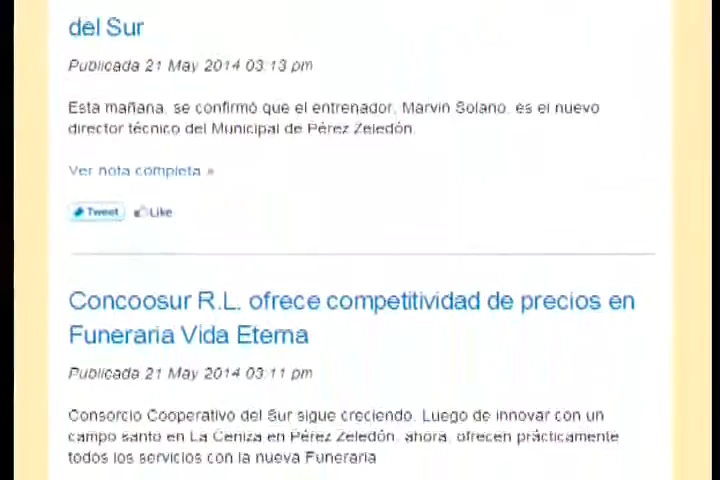 del Sur
Publicada 21 May 2014 03:13 pm
Esta mañana, se confirmó que el entrenador, Marvin Solano, es el nuevo
director técnico del Municipal de Pérez Zeledón.
Ver nota completa »
Tweet Like
Concoosur R.L. ofrece competitividad de precios en
Funeraria Vida Eterna
Publicada 21 May 2014 03:11 pm
Consorcio Cooperativo del Sur sigue creciendo. Luego de innovar con un
campo santo en La Ceniza en Pérez Zeledón, ahora, ofrecen prácticamente
todos los servicios con la nueva Funeraria